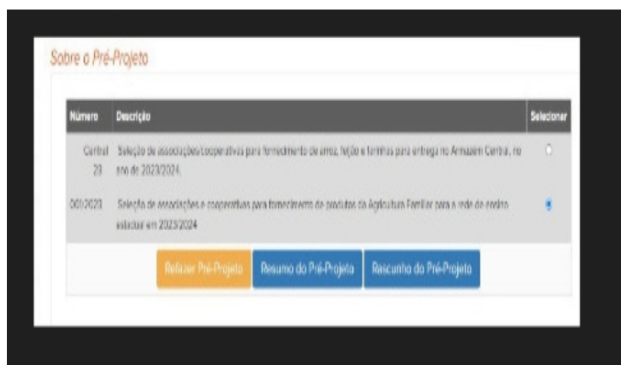 Sobre o Pré-Projeto
Número Descrição Selecionar
Central Seleção de associações/cooperativas para fornecimento de arroz, feijão e farinhas para entrega no Armazém Central, no
23 ano de 2023/2024.
001/2023 Seleção de associações e cooperativas para fornecimento de produtos da Agricultura Familiar para a rede de ensino
estadual em 2023/2024
Refazer Pré-Projeto Resumo do Pré-Projeto Rascunho do Pré-Projeto